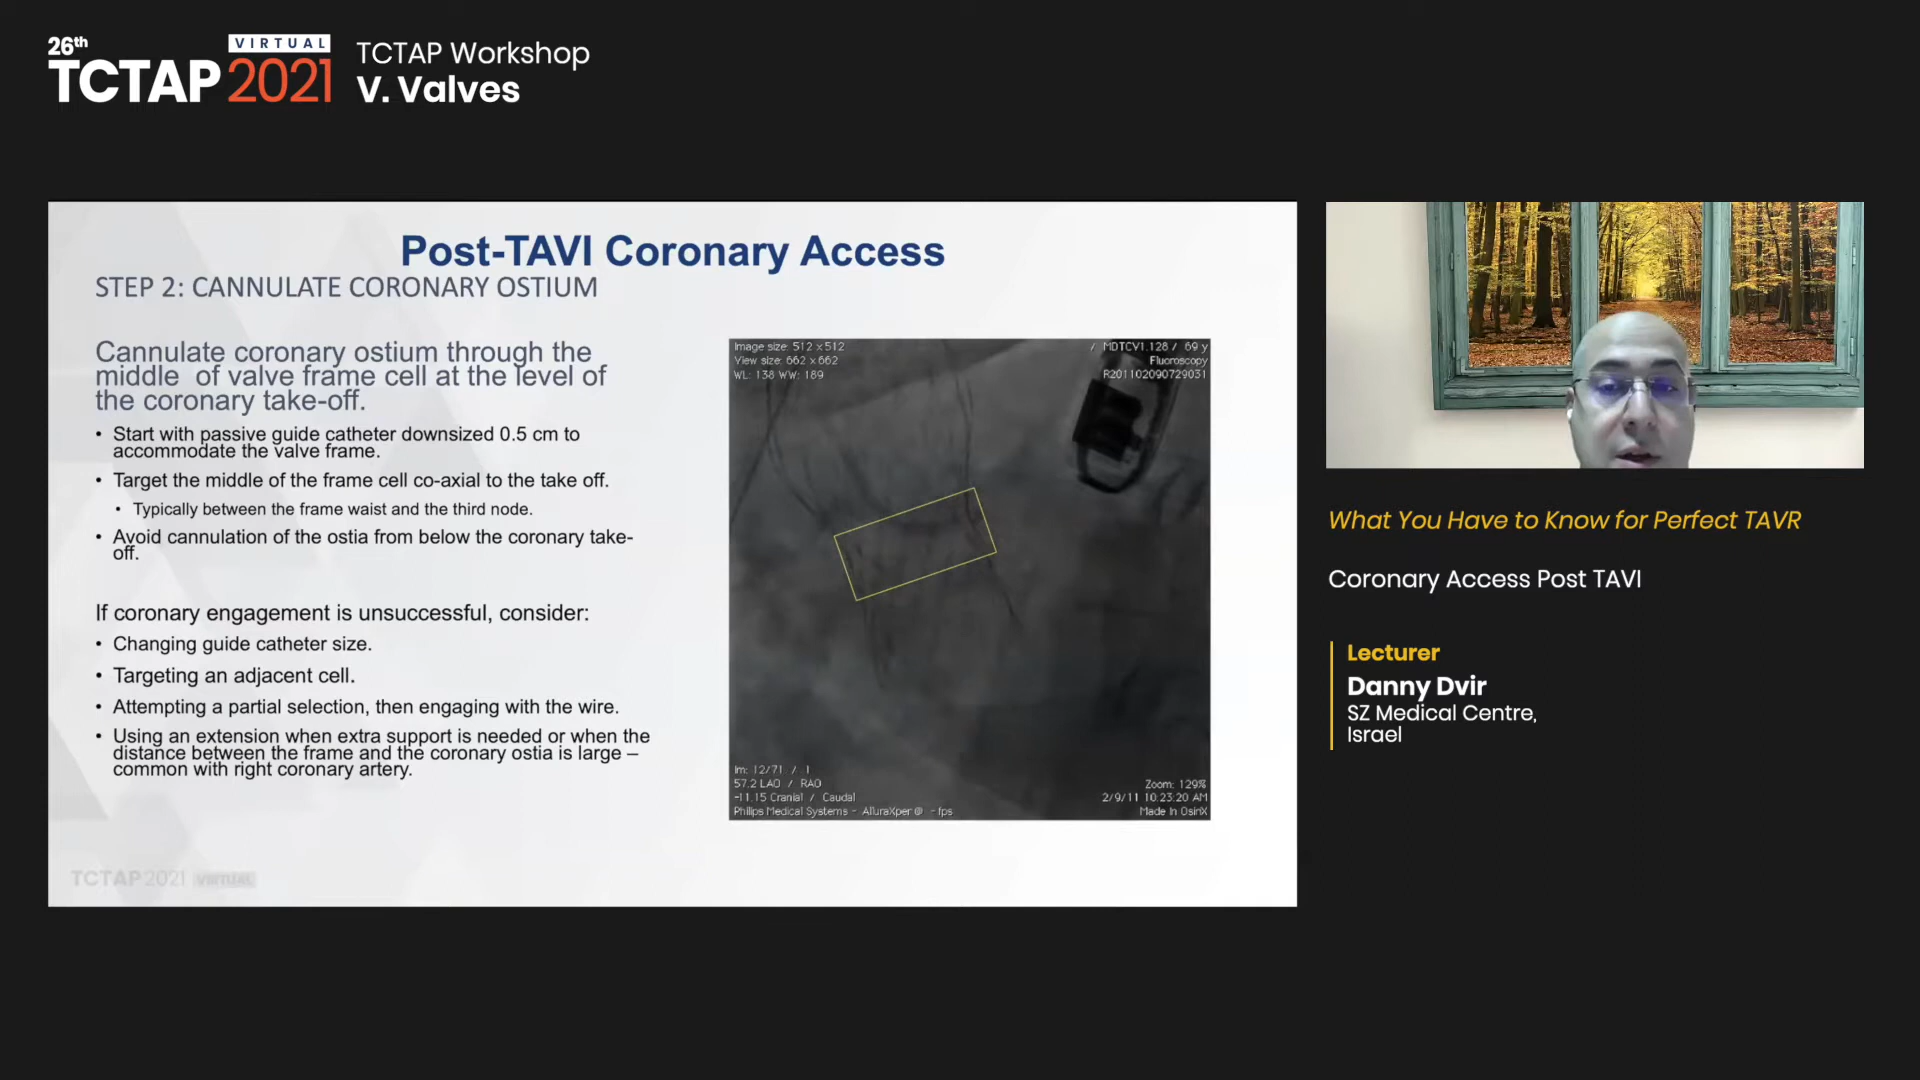 26th
VIRTUAL
TCTAP 2021
TCTAP Workshop
V. Valves
Post-TAVI Coronary Access
STEP 2: CANNULATE CORONARY OSTIUM
Cannulate coronary ostium through the
middle of valve frame cell at the level of
the coronary take-off.
• Start with passive guide catheter downsized 0.5 cm to
accommodate the valve frame.
• Target the middle of the frame cell co-axial to the take off.
• Typically between the frame waist and the third node.
• Avoid cannulation of the ostia from below the coronary take-
off.
If coronary engagement is unsuccessful, consider:
• Changing guide catheter size.
• Targeting an adjacent cell.
• Attempting a partial selection, then engaging with the wire.
• Using an extension when extra support is needed or when the
distance between the frame and the coronary ostia is large –
common with right coronary artery.
Image size: 512 x 512
View size: 662 x 662
WL: 138 WW: 189
/ MDTCV1.128 / 69 y
Fluoroscopy
R201102090729031
Im: 12/71 / 1
57.2 LAO / RAO
-11.15 Cranial / Caudal
Philips Medical Systems - AlluraXper @ - fps
Zoom: 129%
2/9/11 10:23:20 AM
Made In OsiriX
TCTAP 2021 VIRTUAL
What You Have to Know for Perfect TAVR
Coronary Access Post TAVI
Lecturer
Danny Dvir
SZ Medical Centre,
Israel